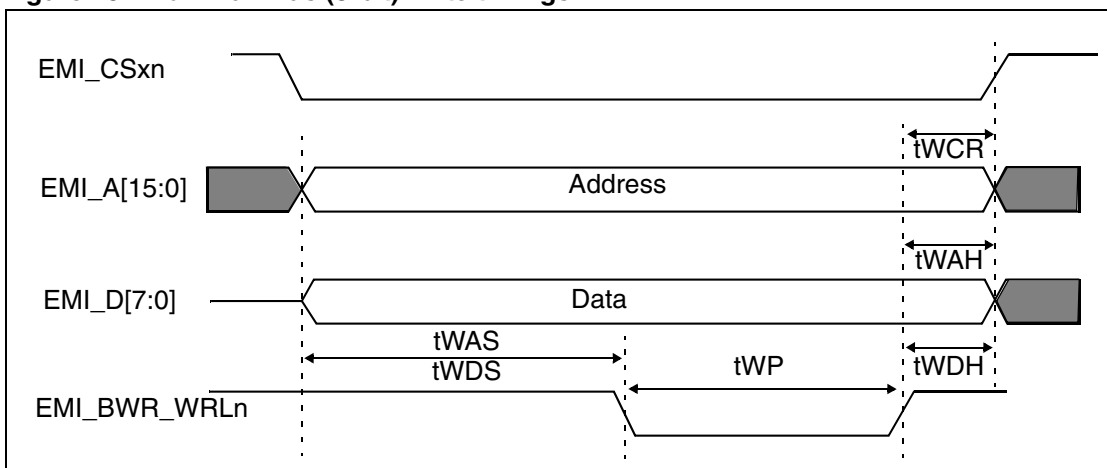 EMI_CSxn
tWCR
EMI_A[15:0]
Address
tWAH
EMI_D[7:0]
Data
tWAS
tWDS
tWP
tWDH
EMI_BWR_WRLn